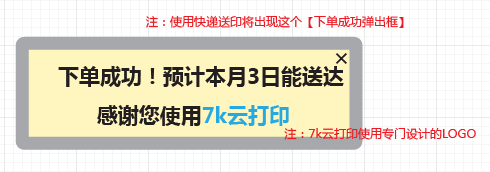 注：使用快递送印将出现这个【下单成功弹出框】
下单成功！预计本月3日能送达
感谢您使用7k云打印
注：7k云打印使用专门设计的LOGO